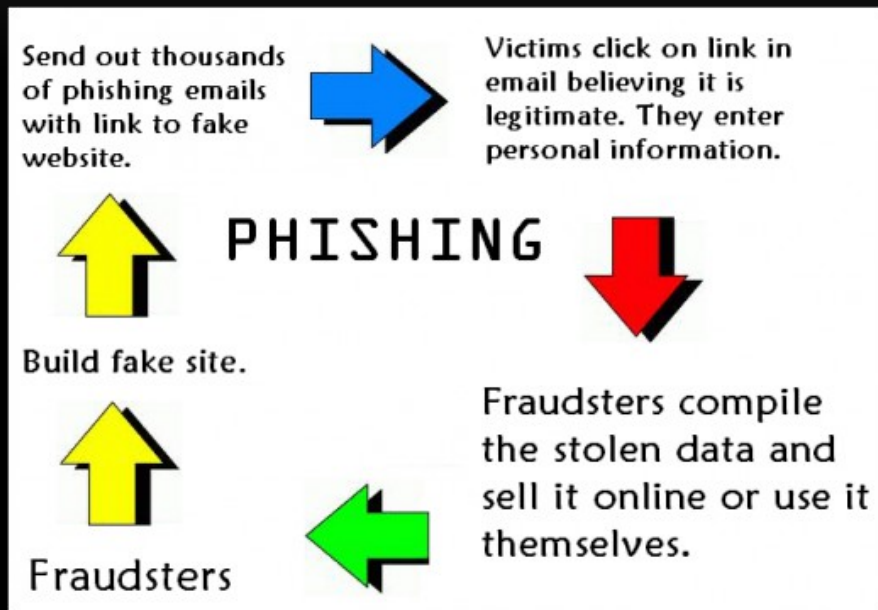 Send out thousands
of phishing emails
with link to fake
website.
Victims click on link in
email believing it is
legitimate. They enter
personal information.
PHISHING
Build fake site.
Fraudsters compile
the stolen data and
sell it online or use it
themselves.
Fraudsters